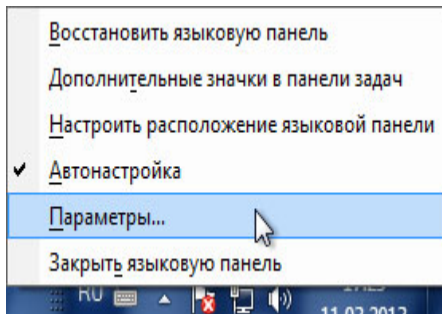 Восстановить языковую панель
Дополнительные значки в панели задач
Настроить расположение языковой панели
Автонастройка
Параметры...
Закрыть языковую панель
RU